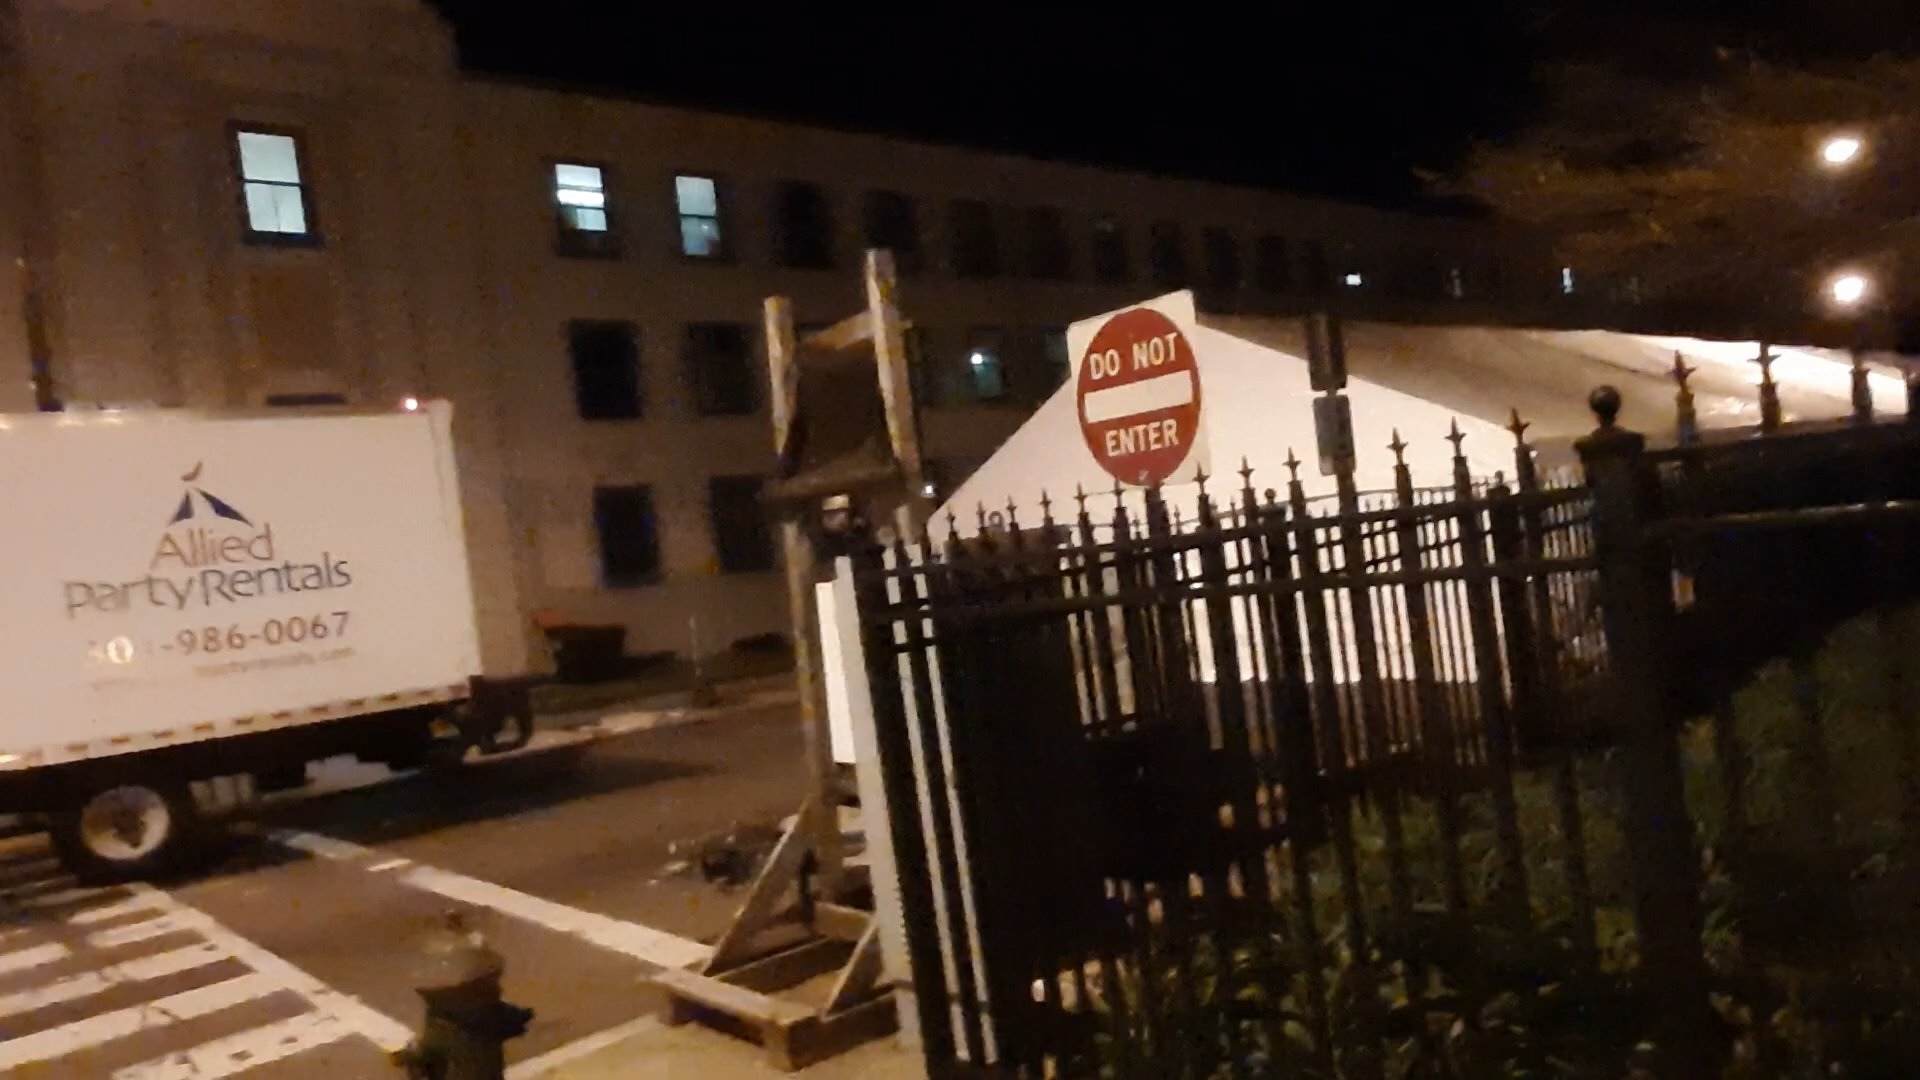 Allied
Party Rentals
-986-0067
DO NOT
ENTER